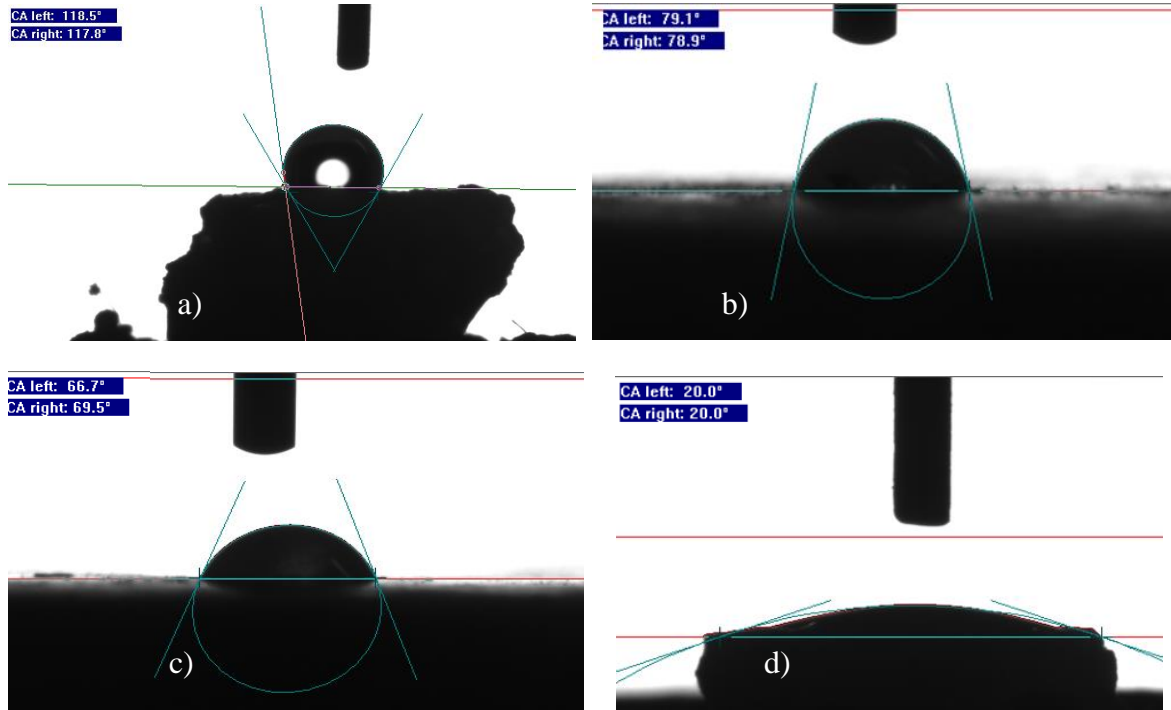 CA left: 118.5°
CA right: 117.8°
a)
CA left: 79.1°
CA right: 78.9°
b)
CA left: 66.7°
CA right: 69.5°
c)
CA left: 20.0°
CA right: 20.0°
d)